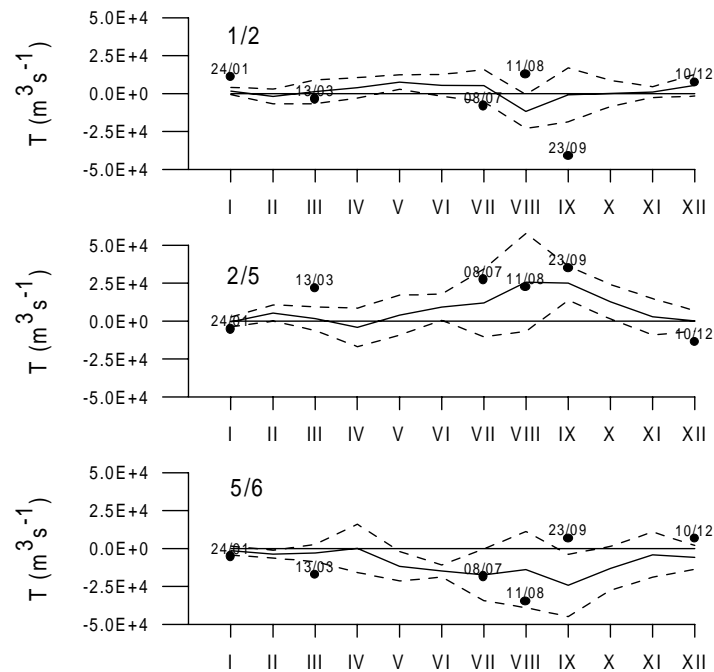 5.0E+4
1/2
2.5E+4
24/01 11/08 10/12
0.0E+0
13/03 08/07
-2.5E+4
23/09
-5.0E+4
T (m³s⁻¹)
I II III IV V VI VII VIII IX X XI XII
5.0E+4
2/5
2.5E+4
13/03 08/07 11/08 23/09
0.0E+0
24/01 10/12
-2.5E+4
-5.0E+4
T (m³s⁻¹)
I II III IV V VI VII VIII IX X XI XII
5.0E+4
5/6
2.5E+4
23/09 10/12
0.0E+0
24/01
13/03 08/07
-2.5E+4
11/08
-5.0E+4
T (m³s⁻¹)
I II III IV V VI VII VIII IX X XI XII